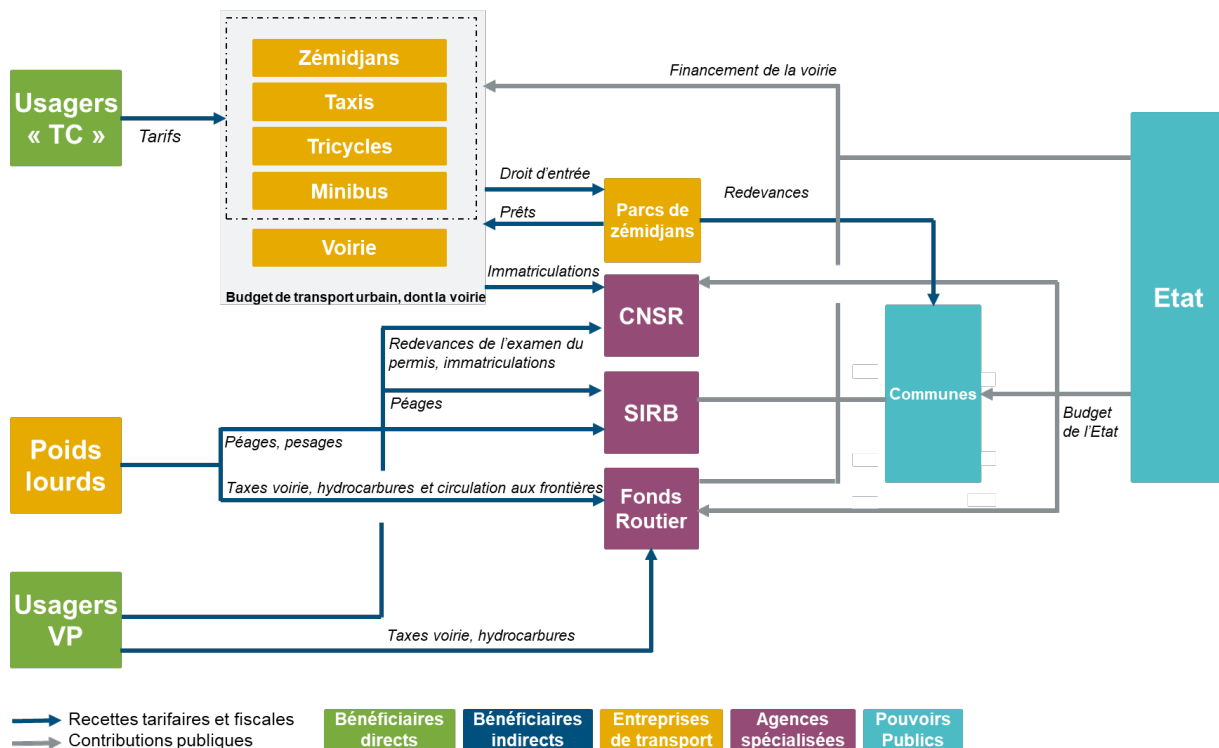 Zémidjans
Financement de la voirie
Usagers
« TC »
Taxis
Tarifs
Tricycles
Minibus
Droit d'entrée
Redevances
Parcs de
zémidjans
Prêts
Voirie
Immatriculations
Budget de transport urbain, dont la voirie
CNSR
Etat
Redevances de l'examen du
permis, immatriculations
Péages
SIRB
Communes
Budget
de l'Etat
Poids
lourds
Péages, pesages
Taxes voirie, hydrocarbures et circulation aux frontières
Fonds
Routier
Usagers
VP
Taxes voirie, hydrocarbures
Recettes tarifaires et fiscales
Contributions publiques
Bénéficiaires
directs
Bénéficiaires
indirects
Entreprises
de transport
Agences
spécialisées
Pouvoirs
Publics